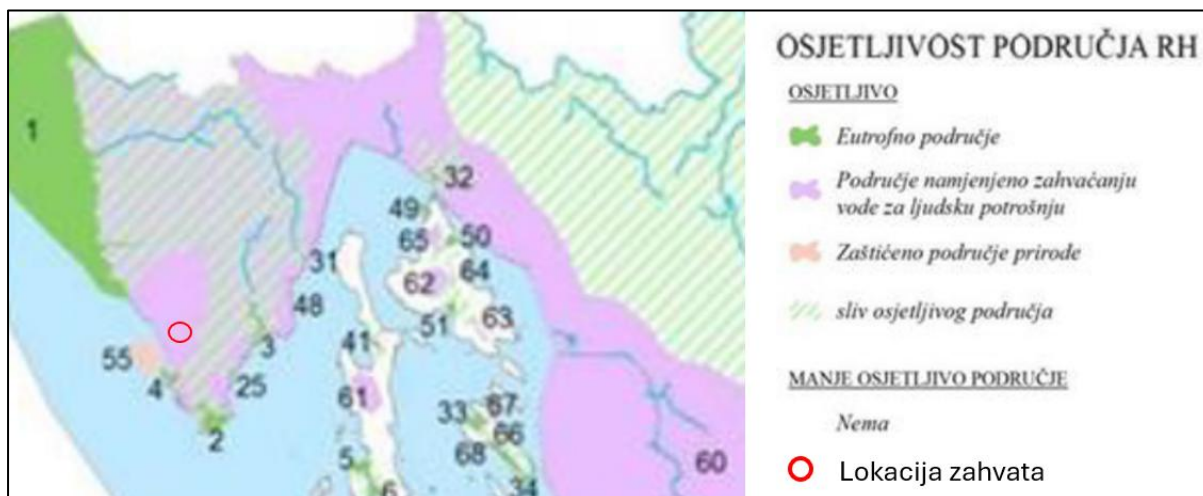 OSJETLJIVOST PODRUČJA RH
OSJETLJIVO
Eutrofno područje
Područje namjenjeno zahvaćanju
vode za ljudsku potrošnju
Zaštićeno područje prirode
sliv osjetljivog područja
MANJE OSJETLJIVO PODRUČJE
Nema
Lokacija zahvata
1
32
49
65
50
31
64
62
48
51
63
3
41
55
4
25
61
2
33
67
66
68
60
5
6
34